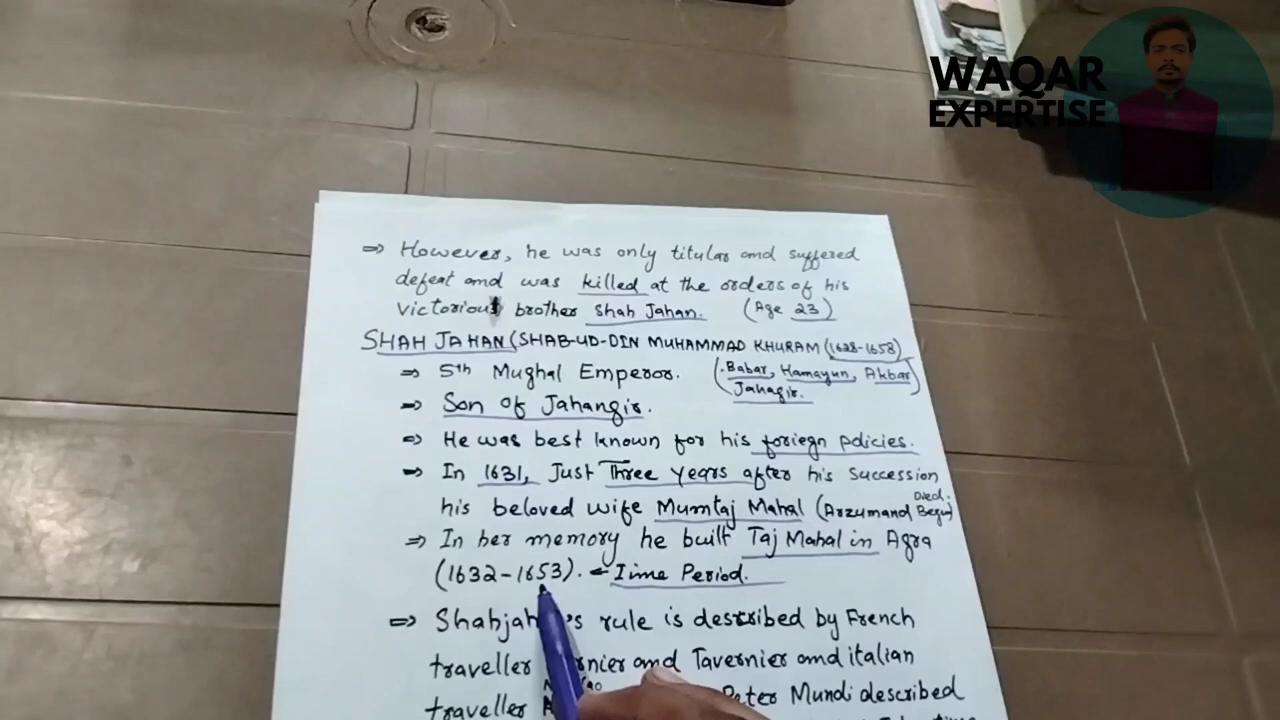 WAQAR
EXPERTISE
⇒ However, he was only titular and suffered
defeat and was killed at the orders of his
victorious brother Shah Jahan. (Age 23)
SHAH JAHAN (SHAB-UD-DIN MUHAMMAD KHURAM (1628-1658)
⇒ 5th Mughal Emperor. (Babar, Hamayun, Akbar
Jahagir.)
⇒ Son of Jahangir.
⇒ He was best known for his foriegn policies.
⇒ In 1631, Just Three years after his succession
his beloved wife Mumtaj Mahal (Arzumand Begum) Died.
⇒ In her memory he built Taj Mahal in Agra
(1632-1653). ← Time Period.
⇒ Shahjah's rule is described by French
traveller rnier and Tavernier and italian
traveller Peter Mundi described